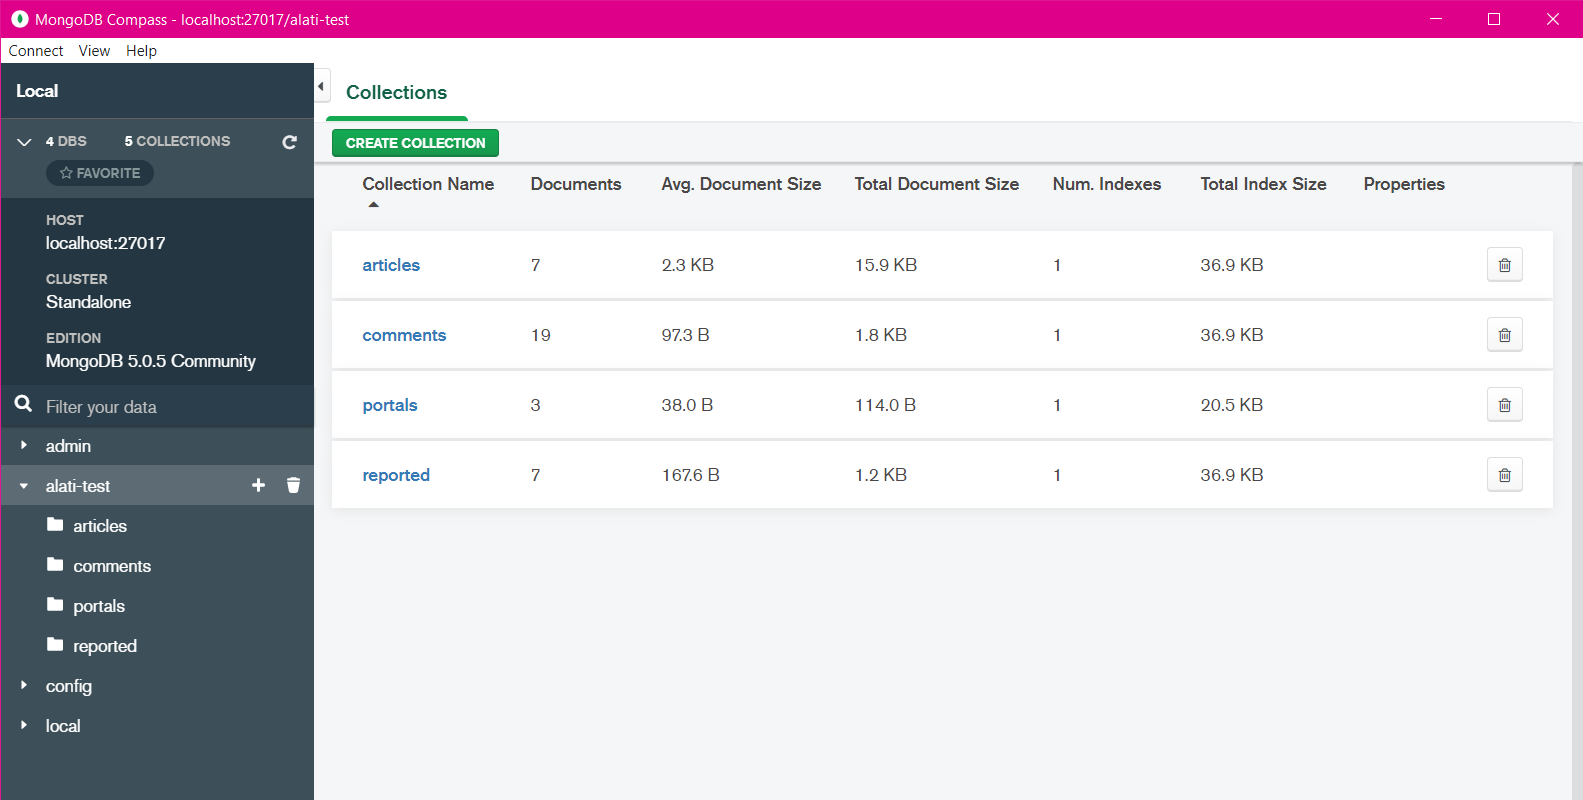 MongoDB Compass - localhost:27017/alati-test
Connect View Help
Local
4 DBS 5 COLLECTIONS
FAVORITE
HOST
localhost:27017
CLUSTER
Standalone
EDITION
MongoDB 5.0.5 Community
Filter your data
admin
alati-test
articles
comments
portals
reported
config
local
Collections
CREATE COLLECTION
Collection Name Documents Avg. Document Size Total Document Size Num. Indexes Total Index Size Properties
articles 7 2.3 KB 15.9 KB 1 36.9 KB
comments 19 97.3 B 1.8 KB 1 36.9 KB
portals 3 38.0 B 114.0 B 1 20.5 KB
reported 7 167.6 B 1.2 KB 1 36.9 KB